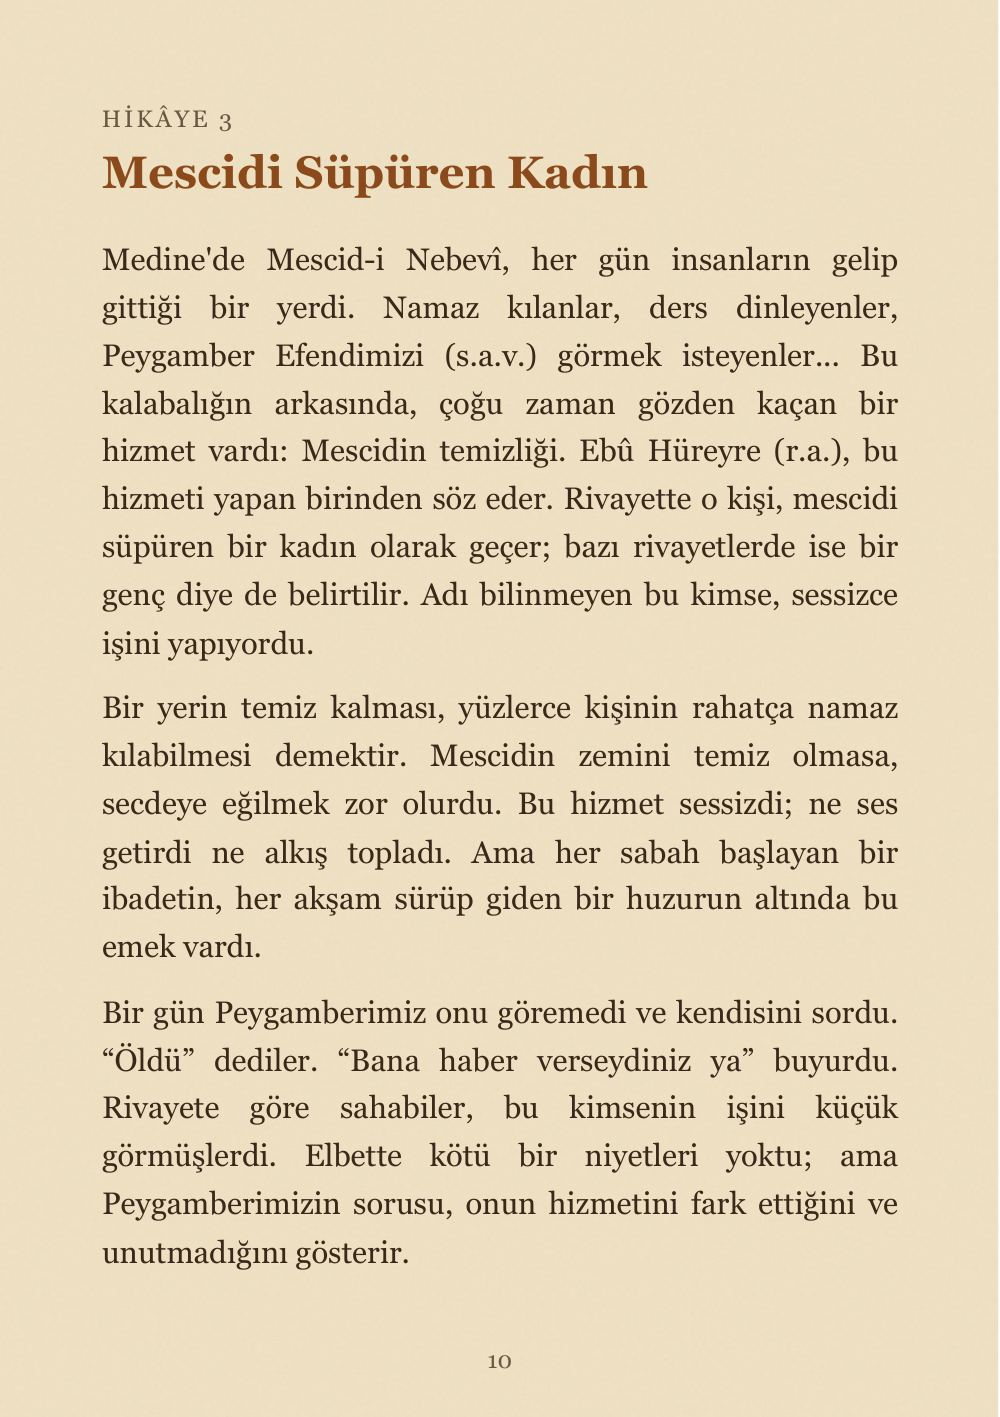 HİKÂYE 3
Mescidi Süpüren Kadın
Medine'de Mescid-i Nebevî, her gün insanların gelip
gittiği bir yerdi. Namaz kılanlar, ders dinleyenler,
Peygamber Efendimizi (s.a.v.) görmek isteyenler... Bu
kalabalığın arkasında, çoğu zaman gözden kaçan bir
hizmet vardı: Mescidin temizliği. Ebû Hüreyre (r.a.), bu
hizmeti yapan birinden söz eder. Rivayette o kişi, mescidi
süpüren bir kadın olarak geçer; bazı rivayetlerde ise bir
genç diye de belirtilir. Adı bilinmeyen bu kimse, sessizce
işini yapıyordu.
Bir yerin temiz kalması, yüzlerce kişinin rahatça namaz
kılabilmesi demektir. Mescidin zemini temiz olmasa,
secdeye eğilmek zor olurdu. Bu hizmet sessizdi; ne ses
getirdi ne alkış topladı. Ama her sabah başlayan bir
ibadetin, her akşam sürüp giden bir huzurun altında bu
emek vardı.
Bir gün Peygamberimiz onu göremedi ve kendisini sordu.
“Öldü” dediler. “Bana haber verseydiniz ya” buyurdu.
Rivayete göre sahabiler, bu kimsenin işini küçük
görmüşlerdi. Elbette kötü bir niyetleri yoktu; ama
Peygamberimizin sorusu, onun hizmetini fark ettiğini ve
unutmadığını gösterir.
10